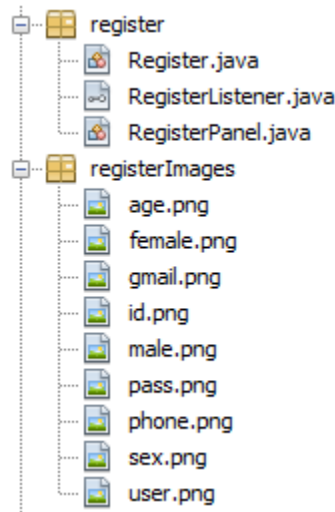 register
Register.java
RegisterListener.java
RegisterPanel.java
registerImages
age.png
female.png
gmail.png
id.png
male.png
pass.png
phone.png
sex.png
user.png